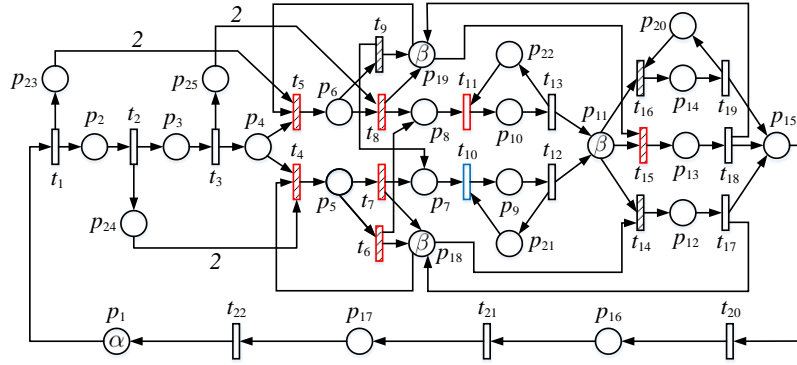 2 2 t9 β p20
p23 p25 t5 p6 p19 t11 p22 t13 p11 t16 p14 t19 p15
p2 t2 p3 p4 t8 p8 p10 β
t1 t3 t4 t10 t12 t15 p13 t18
p5 t7 p7 p9
p24 t6 β p18 p21 t14 p12 t17
2
p1 t22 p17 t21 p16 t20
α